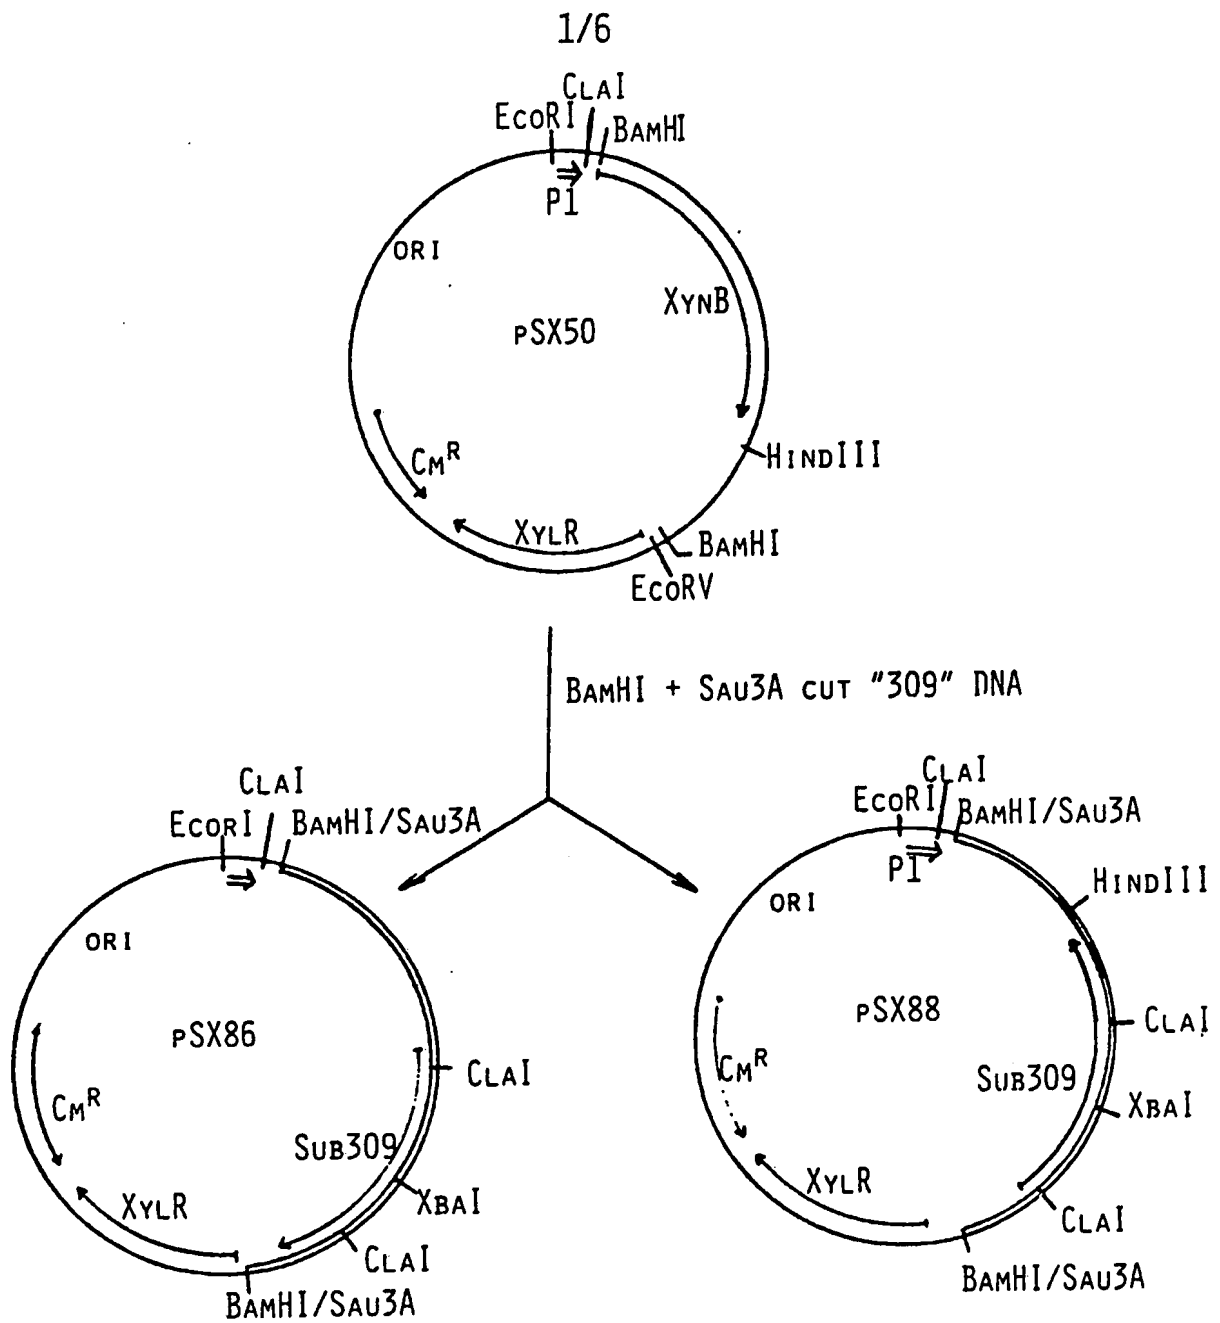 1/6
ClaI
EcoRI
BamHI
P1
ORI
XynB
pSX50
CmR
HindIII
XylR
BamHI
EcoRV
BamHI + Sau3A cut "309" DNA
ClaI
EcoRI
BamHI/Sau3A
ORI
pSX86
ClaI
CmR
Sub309
XbaI
XylR
ClaI
BamHI/Sau3A
ClaI
EcoRI
BamHI/Sau3A
P1
HindIII
ORI
pSX88
ClaI
CmR
Sub309
XbaI
XylR
ClaI
BamHI/Sau3A